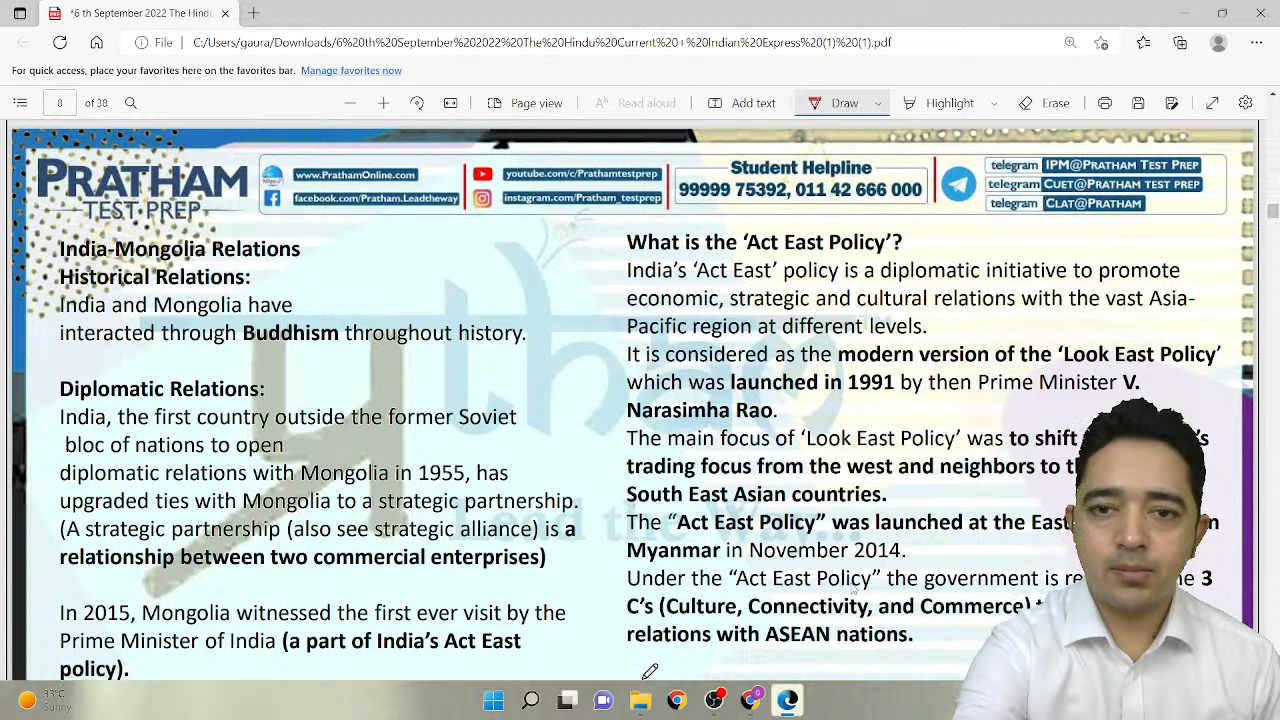 *6 th September 2022 The Hindu
File
C:/Users/gaura/Downloads/6%20th%20September%202022%20The%20Hindu%20Current%20+%20Indian%20Express%20(1)%20(1).pdf
For quick access, place your favorites here on the favorites bar. Manage favorites now
8 of 38
Page view
Read aloud
Add text
Draw
Highlight
Erase
PRATHAM
TEST PREP
www.PrathamOnline.com
facebook.com/Pratham.Leadtheway
youtube.com/c/Prathamtestprep
instagram.com/Pratham_testprep
Student Helpline
99999 75392, 011 42 666 000
telegram IPM@PRATHAM TEST PREP
telegram CUET@PRATHAM TEST PREP
telegram CLAT@PRATHAM
India-Mongolia Relations
Historical Relations:
India and Mongolia have
interacted through Buddhism throughout history.
Diplomatic Relations:
India, the first country outside the former Soviet
bloc of nations to open
diplomatic relations with Mongolia in 1955, has
upgraded ties with Mongolia to a strategic partnership.
(A strategic partnership (also see strategic alliance) is a
relationship between two commercial enterprises)
In 2015, Mongolia witnessed the first ever visit by the
Prime Minister of India (a part of India's Act East
policy).
What is the ‘Act East Policy’?
India’s ‘Act East’ policy is a diplomatic initiative to promote
economic, strategic and cultural relations with the vast Asia-
Pacific region at different levels.
It is considered as the modern version of the ‘Look East Policy’
which was launched in 1991 by then Prime Minister V.
Narasimha Rao.
The main focus of ‘Look East Policy’ was to shift
trading focus from the west and neighbors to
South East Asian countries.
The “Act East Policy” was launched at the East
Myanmar in November 2014.
Under the “Act East Policy” the government is 3
C’s (Culture, Connectivity, and Commerce)
relations with ASEAN nations.
Lead the Way...
33°C
Sunny